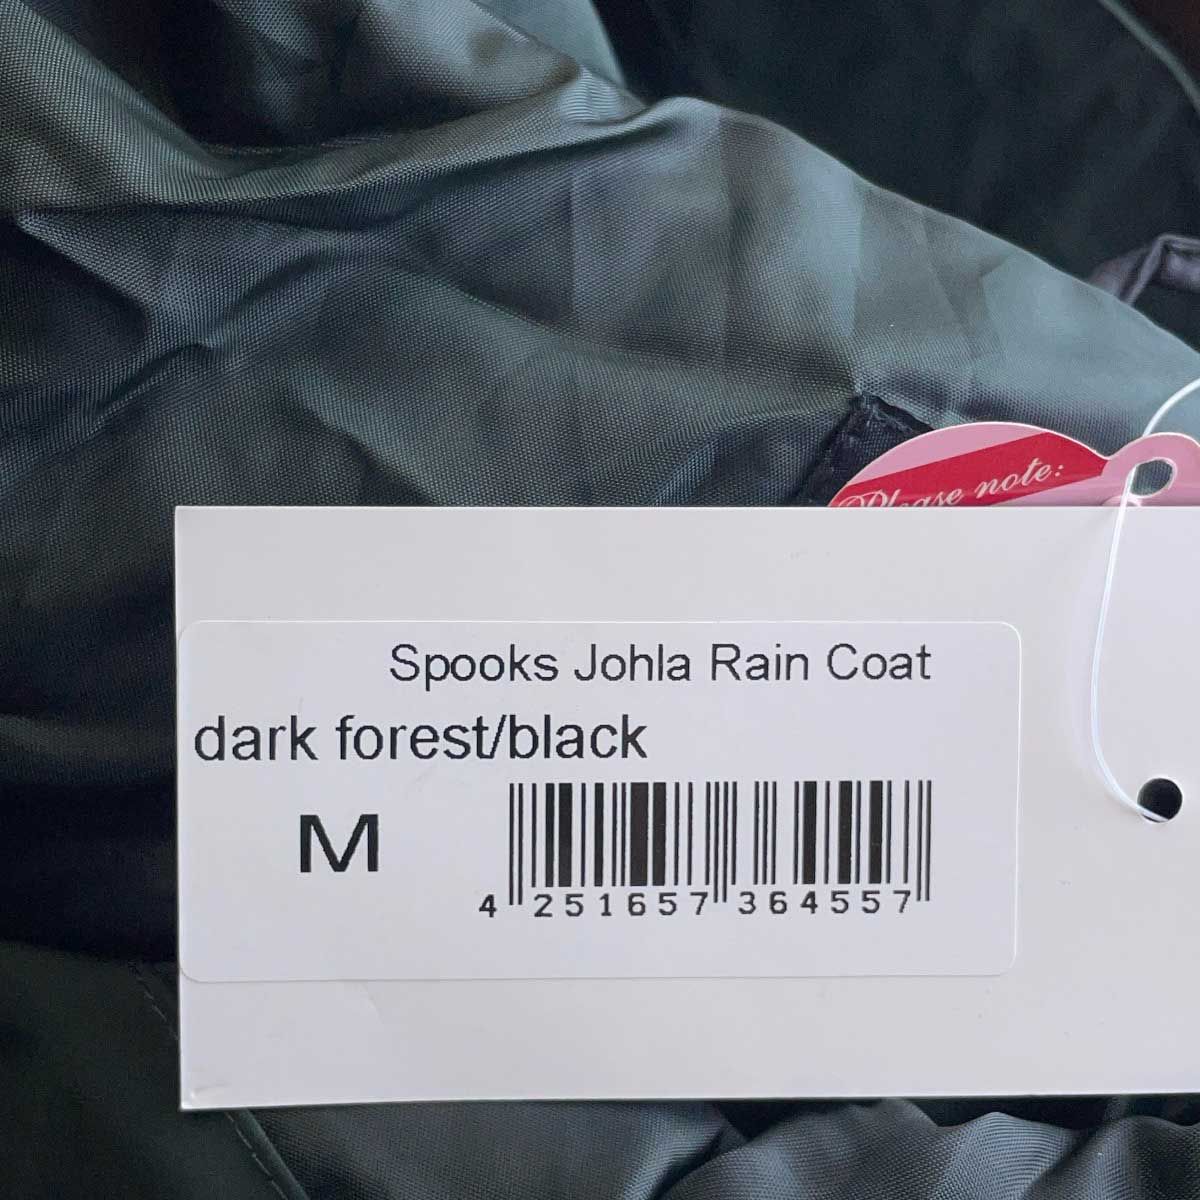 Please note:
Spooks Johla Rain Coat
dark forest/black
M
4 251657 364557